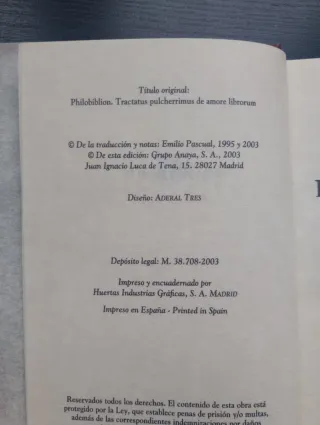 Título original:
Philobiblion. Tractatus pulcherrimus de amore librorum
© De la traducción y notas: Emilio Pascual, 1995 y 2003
© De esta edición: Grupo Anaya, S. A., 2003
Juan Ignacio Luca de Tena, 15. 28027 Madrid
Diseño: ADERAL TRES
Depósito legal: M. 38.708-2003
Impreso y encuadernado por
Huertas Industrias Gráficas, S. A. MADRID
Impreso en España - Printed in Spain
Reservados todos los derechos. El contenido de esta obra está
protegido por la Ley, que establece penas de prisión y/o multas,
además de las correspondientes indemnizaciones por daños